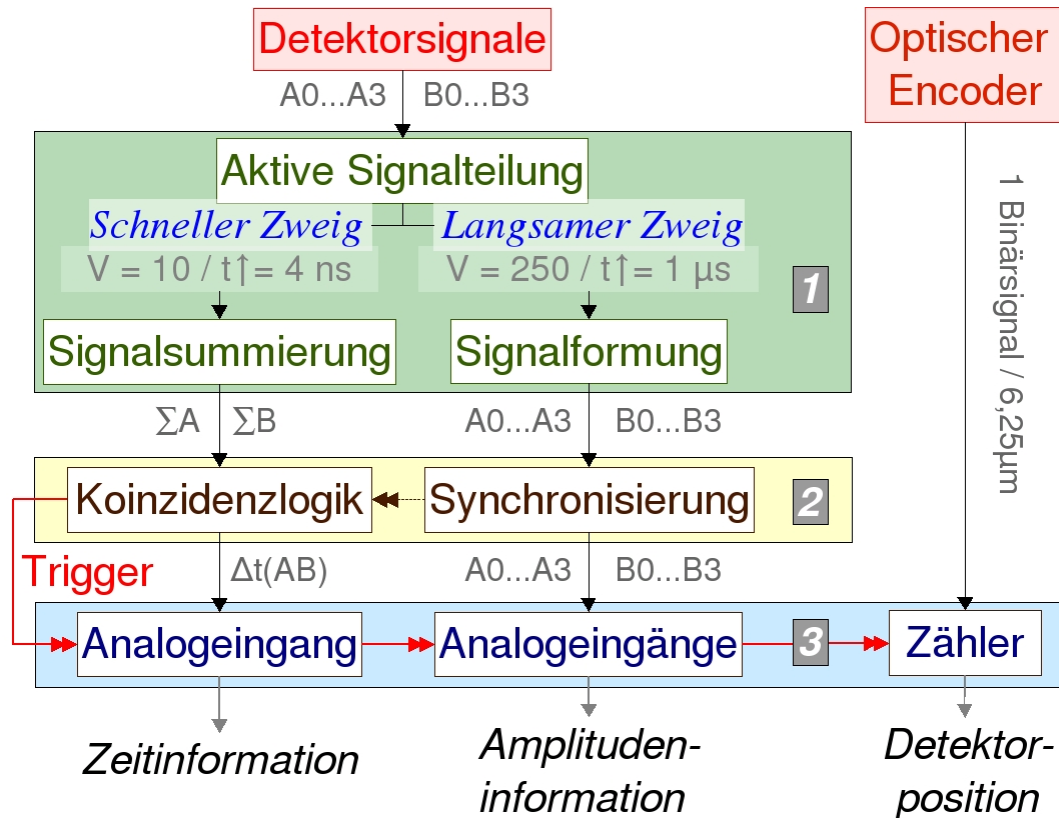 Detektorsignale
Optischer
Encoder
A0...A3 B0...B3
Aktive Signalteilung
Schneller Zweig
Langsamer Zweig
V = 10 / t↑= 4 ns
V = 250 / t↑= 1 µs
1
1 Binärsignal / 6,25µm
Signalsummierung
Signalformung
∑A ∑B
A0...A3 B0...B3
Koinzidenzlogik
Synchronisierung
2
Trigger
Δt(AB)
A0...A3 B0...B3
Analogeingang
Analogeingänge
3
Zähler
Zeitinformation
Amplituden-
information
Detektor-
position